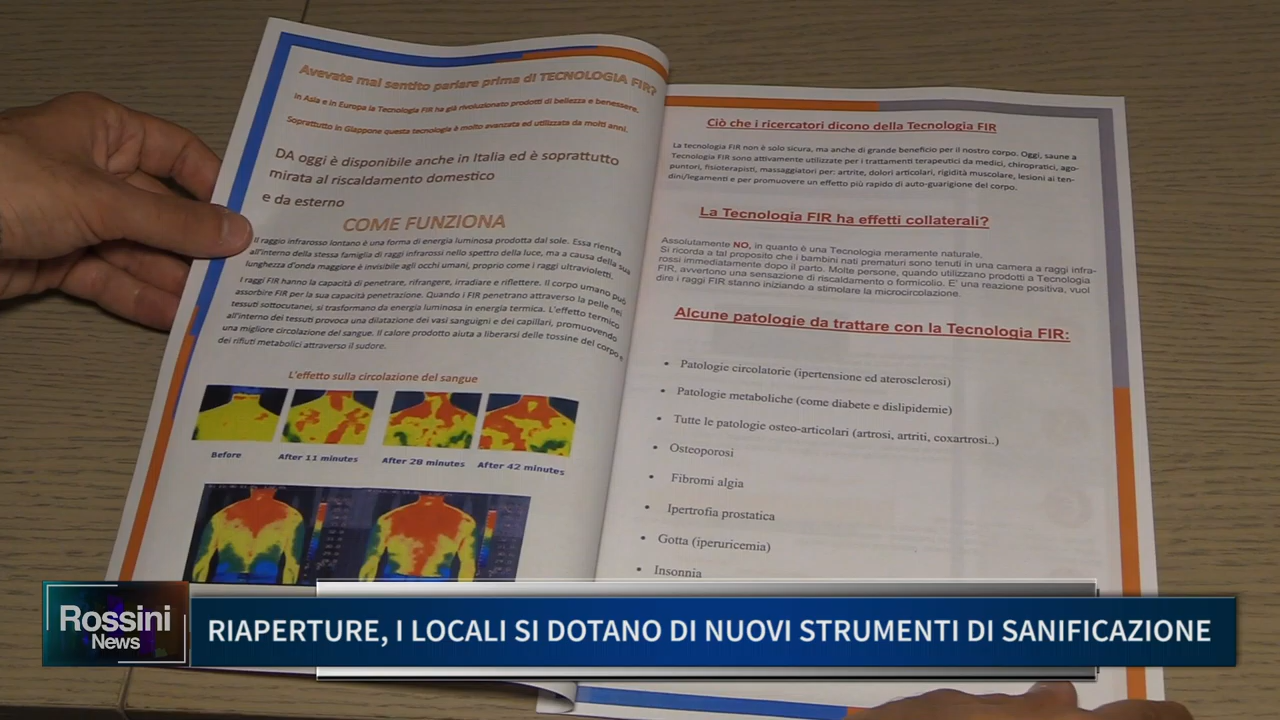 Avevate mai sentito parlare prima di TECNOLOGIA FIR?
In Asia e in Europa la Tecnologia FIR ha già rivoluzionato prodotti di bellezza e benessere.
Soprattutto in Giappone questa tecnologia è molto avanzata ed utilizzata da molti anni.
DA oggi è disponibile anche in Italia ed è soprattutto
mirata al riscaldamento domestico
e da esterno
COME FUNZIONA
Il raggio infrarosso lontano è una forma di energia luminosa prodotta dal sole. Essa rientra
all'interno della stessa famiglia di raggi infrarossi nello spettro della luce, ma a causa della sua
lunghezza d'onda maggiore è invisibile agli occhi umani, proprio come i raggi ultravioletti.
I raggi FIR hanno la capacità di penetrare, rifrangere, irradiare e riflettere. Il corpo umano può
assorbire FIR per la sua capacità penetrazione. Quando i FIR penetrano attraverso la pelle nei
tessuti sottocutanei, si trasformano da energia luminosa in energia termica. L'effetto termico
all'interno dei tessuti provoca una dilatazione dei vasi sanguigni e dei capillari, promuovendo
una migliore circolazione del sangue. Il calore prodotto aiuta a liberarsi delle tossine del corpo e
dei rifiuti metabolici attraverso il sudore.
L'effetto sulla circolazione del sangue
Before After 11 minutes After 28 minutes After 42 minutes
Ciò che i ricercatori dicono della Tecnologia FIR
La tecnologia FIR non è solo sicura, ma anche di grande beneficio per il nostro corpo. Oggi, saune a
Tecnologia FIR sono attivamente utilizzate per i trattamenti terapeutici da medici, chiropratici, ago-
puntori, fisioterapisti, massaggiatori per: artrite, dolori articolari, rigidità muscolare, lesioni ai ten-
dini/legamenti e per promuovere un effetto più rapido di auto-guarigione del corpo.
La Tecnologia FIR ha effetti collaterali?
Assolutamente NO, in quanto è una Tecnologia meramente naturale.
Si ricorda a tal proposito che i bambini nati prematuri sono tenuti in una camera a raggi infra-
rossi immediatamente dopo il parto. Molte persone, quando utilizzano prodotti a Tecnologia
FIR, avvertono una sensazione di riscaldamento o formicolio. E' una reazione positiva, vuol
dire i raggi FIR stanno iniziando a stimolare la microcircolazione.
Alcune patologie da trattare con la Tecnologia FIR:
• Patologie circolatorie (ipertensione ed aterosclerosi)
• Patologie metaboliche (come diabete e dislipidemie)
• Tutte le patologie osteo-articolari (artrosi, artriti, coxartrosi..)
• Osteoporosi
• Fibromi algia
• Ipertrofia prostatica
• Gotta (iperuricemia)
• Insonnia
Rossini
News
RIAPERTURE, I LOCALI SI DOTANO DI NUOVI STRUMENTI DI SANIFICAZIONE